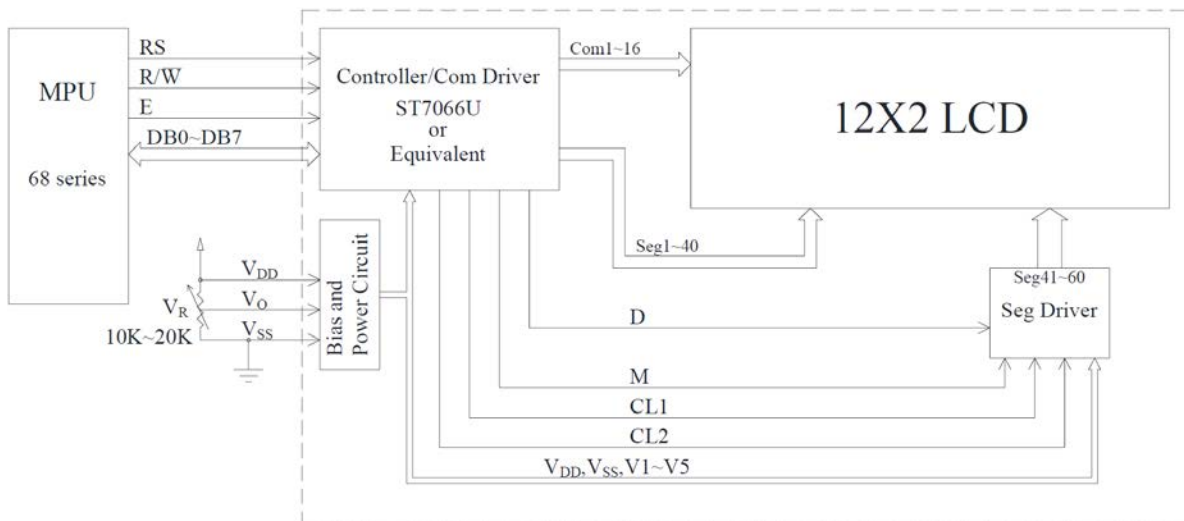 MPU
68 series
RS
R/W
E
DB0~DB7
Controller/Com Driver
ST7066U
or
Equivalent
Com1~16
12X2 LCD
Seg1~40
Seg41~60
Seg Driver
VDD
VR
VO
10K~20K
VSS
Bias and
Power Circuit
D
M
CL1
CL2
VDD,VSS,V1~V5